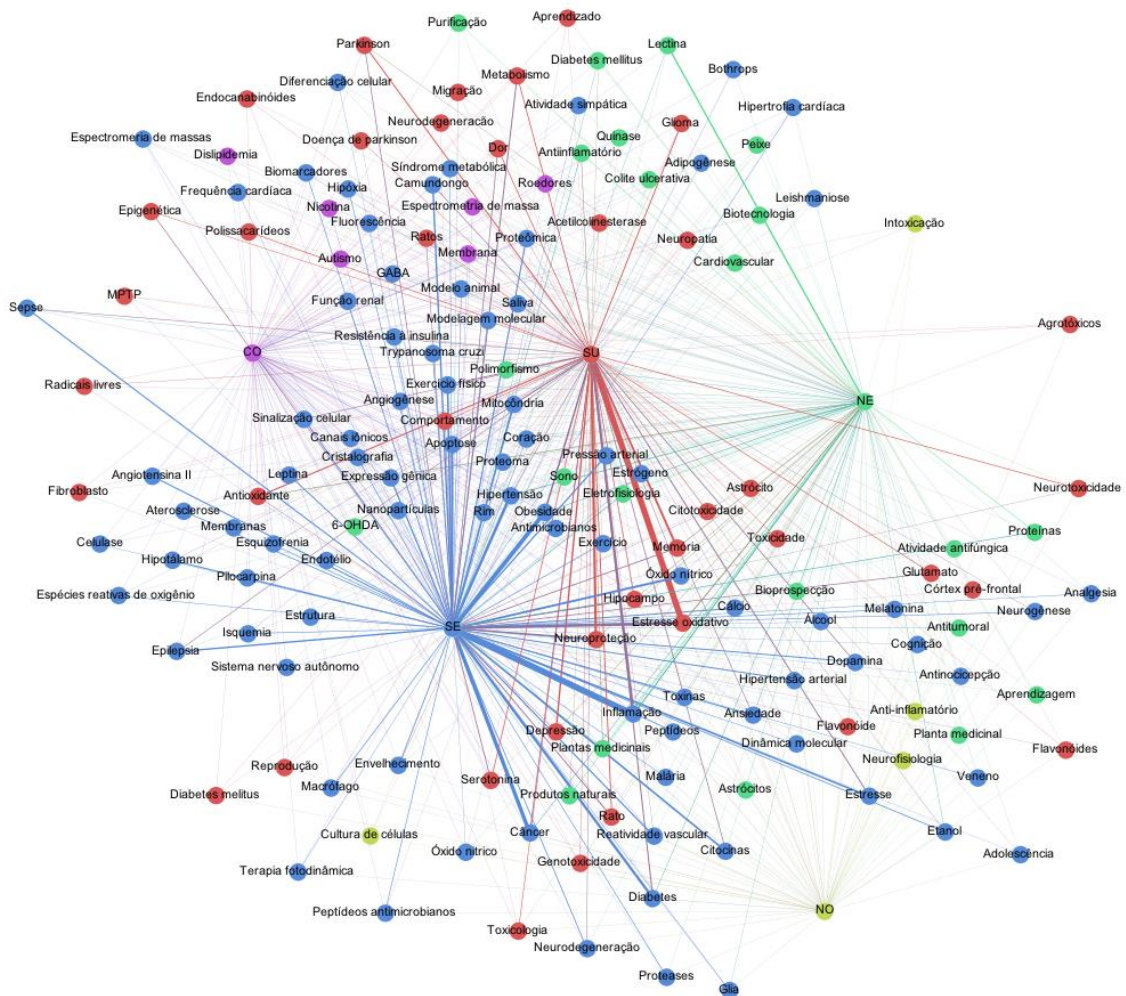 Aprendizado
Purificação
Parkinson
Lectina
Diabetes mellitus
Bothrops
Diferenciação celular
Metabolismo
Endocanabinóides
Migração
Atividade simpática
Hipertrofia cardíaca
Neurodegeneracão
Glioma
Espectromeria de massas
Doença de parkinson
Dor
Quinase
Peixe
Dislipidemia
Antiinflamatório
Adipogênese
Biomarcadores
Síndrome metabólica
Frequência cardíaca
Hipóxia
Camundongo
Roedores
Colite ulcerativa
Leishmaniose
Epigenética
Nicotina
Espectrometria de massa
Fluorescência
Acetilcolinesterase
Biotecnologia
Intoxicação
Polissacarídeos
Ratos
Proteômica
Neuropatia
Autismo
Membrana
Cardiovascular
GABA
MPTP
Função renal
Modelo animal
Sepse
Saliva
Modelagem molecular
Agrotóxicos
Resistência à insulina
CO
Trypanosoma cruzi
SU
Polimorfismo
Radicais livres
Exercício físico
NE
Angiogênese
Mitocôndria
Sinalização celular
Comportamento
Canais iônicos
Apoptose
Coração
Cristalografia
Pressão arterial
Proteoma
Angiotensina II
Leptina
Expressão gênica
Sono
Estrógeno
Fibroblasto
Antioxidante
Hipertensão
Eletrofisiologia
Astrócito
Neurotoxicidade
Aterosclerose
Nanopartículas
Rim
Obesidade
Citotoxicidade
Membranas
6-OHDA
Antimicrobianos
Proteínas
Celulase
Esquizofrenia
Exercício
Memória
Toxicidade
Atividade antifúngica
Hipotálamo
Endotélio
Pilocarpina
Óxido nítrico
Glutamato
Espécies reativas de oxigênio
Hipocampo
Bioprospecção
Córtex pre-frontal
Analgesia
Estrutura
Cálcio
Melatonina
Neurogênese
SE
Estresse oxidativo
Álcool
Isquemia
Neuroproteção
Antitumoral
Epilepsia
Cognição
Sistema nervoso autônomo
Dopamina
Hipertensão arterial
Antinocicepção
Toxinas
Aprendizagem
Inflamação
Ansiedade
Anti-inflamatório
Depressão
Peptídeos
Flavonóide
Planta medicinal
Plantas medicinais
Dinâmica molecular
Flavonóides
Reprodução
Envelhecimento
Neurofisiologia
Macrófago
Serotonina
Malária
Veneno
Diabetes melitus
Produtos naturais
Astrócitos
Estresse
Rato
Cultura de células
Câncer
Reatividade vascular
Etanol
Óxido nitrico
Citocinas
Adolescência
Terapia fotodinâmica
Genotoxicidade
Diabetes
Peptídeos antimicrobianos
NO
Toxicologia
Neurodegeneração
Proteases
Glia